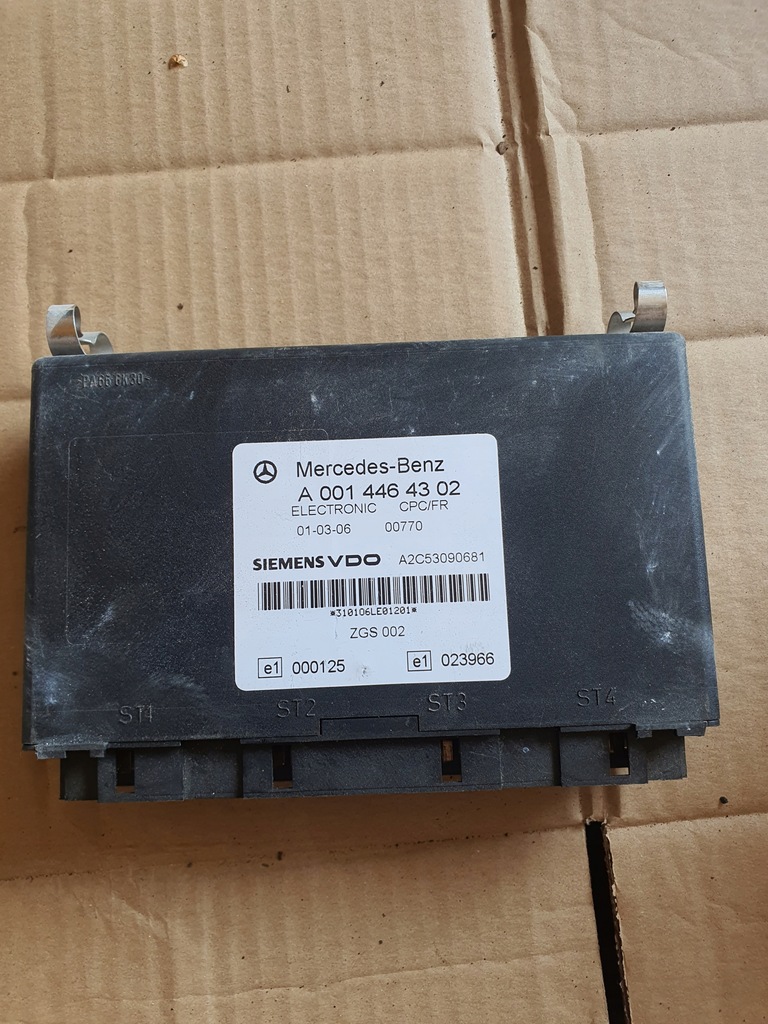 PA66 GK30
Mercedes-Benz
A 001 446 43 02
ELECTRONIC CPC/FR
01-03-06 00770
SIEMENS VDO A2C53090681
*310106LE01201*
ZGS 002
e1 000125 e1 023966
ST1 ST2 ST3 ST4